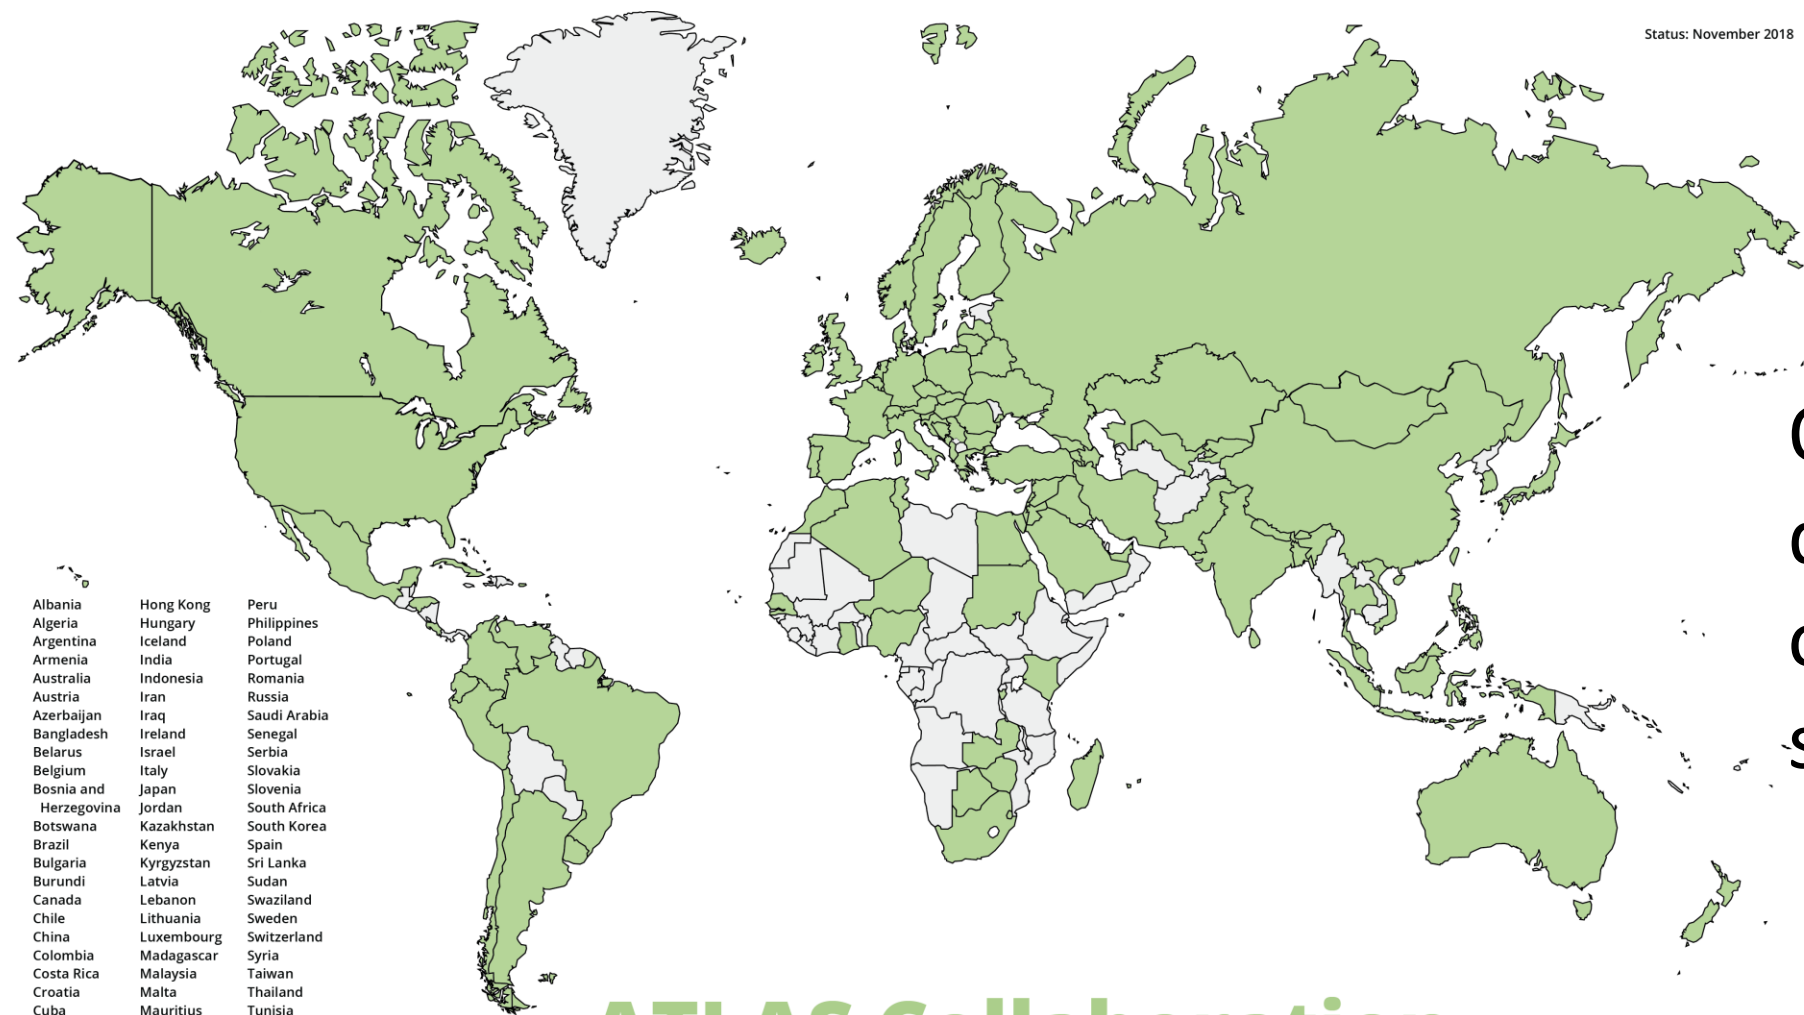 Status: November 2018
Albania
Algeria
Argentina
Armenia
Australia
Austria
Azerbaijan
Bangladesh
Belarus
Belgium
Bosnia and
Herzegovina
Botswana
Brazil
Bulgaria
Burundi
Canada
Chile
China
Colombia
Costa Rica
Croatia
Cuba
Hong Kong
Hungary
Iceland
India
Indonesia
Iran
Iraq
Ireland
Israel
Italy
Japan
Jordan
Kazakhstan
Kenya
Kyrgyzstan
Latvia
Lebanon
Lithuania
Luxembourg
Madagascar
Malaysia
Malta
Mauritius
Peru
Philippines
Poland
Portugal
Romania
Russia
Saudi Arabia
Senegal
Serbia
Slovakia
Slovenia
South Africa
South Korea
Spain
Sri Lanka
Sudan
Swaziland
Sweden
Switzerland
Syria
Taiwan
Thailand
Tunisia
ATLAS Collaboration